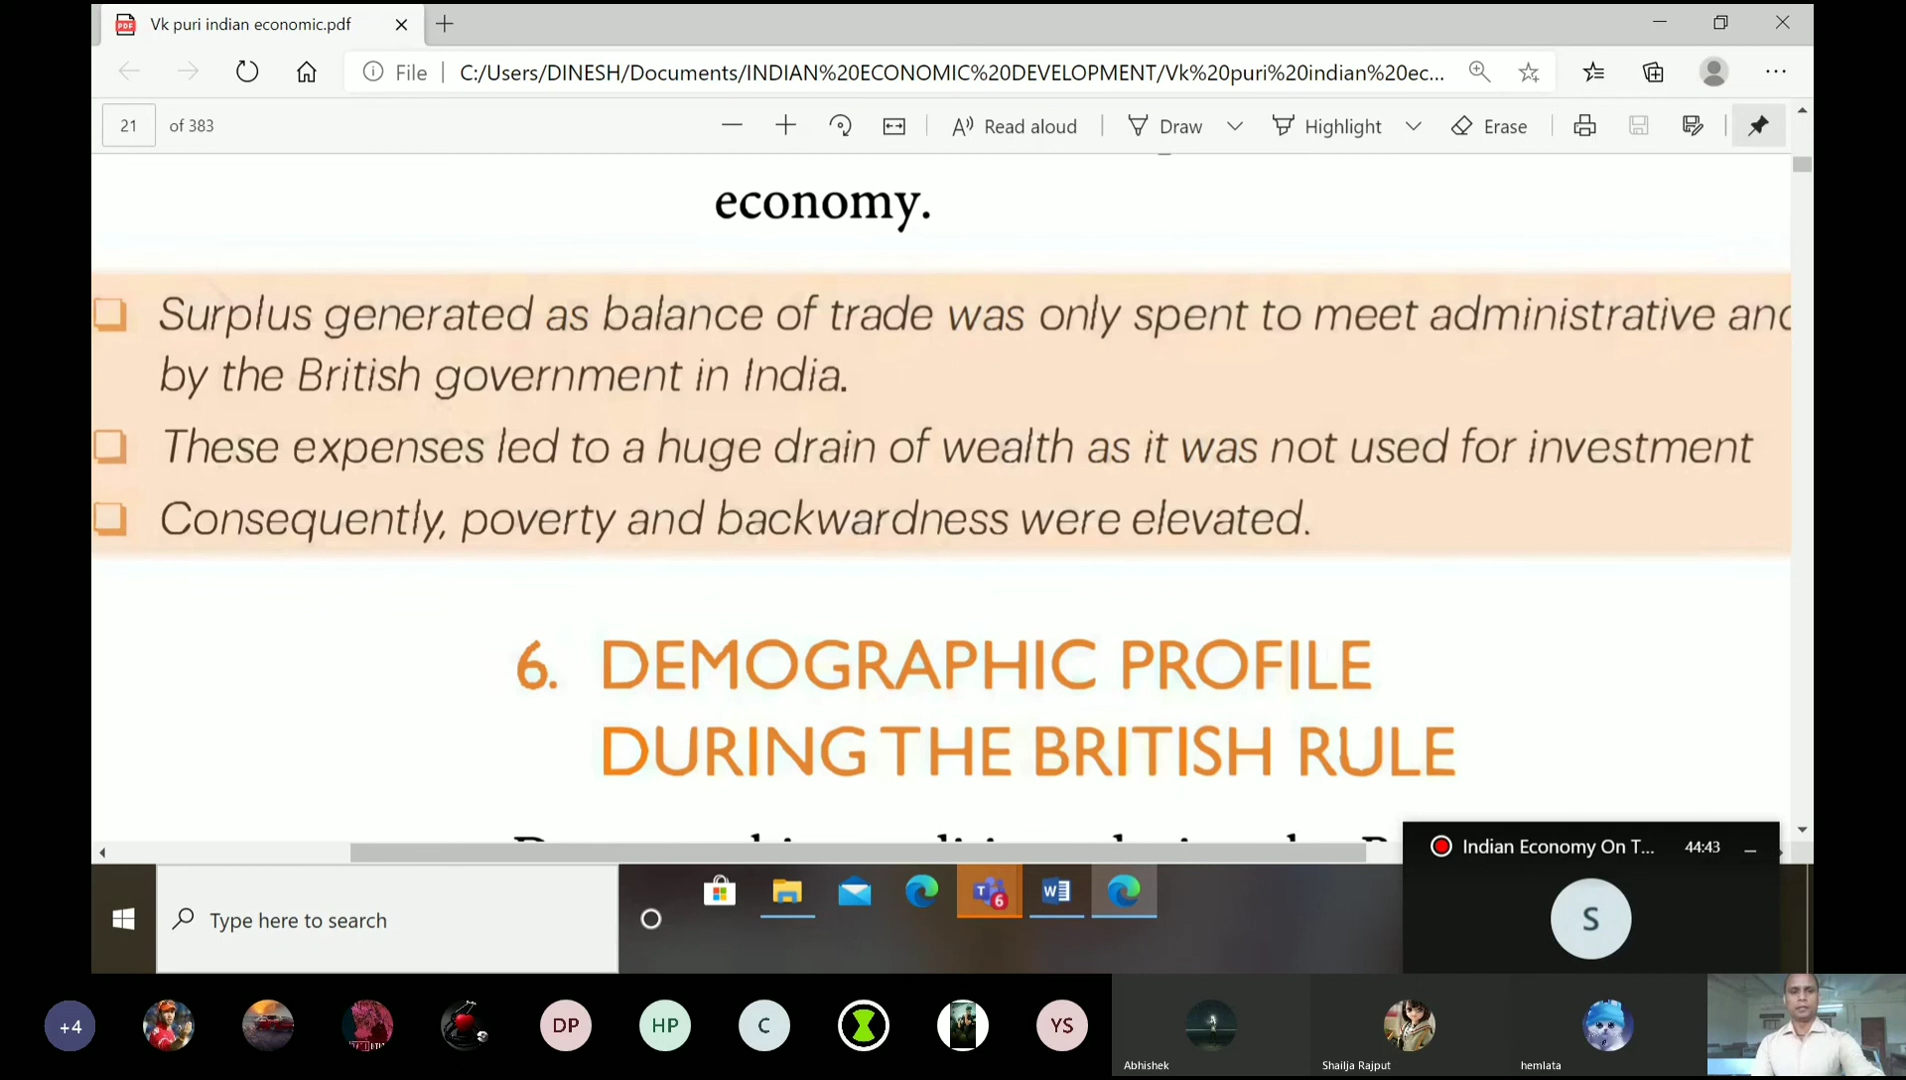 Vk puri indian economic.pdf
File
C:/Users/DINESH/Documents/INDIAN%20ECONOMIC%20DEVELOPMENT/Vk%20puri%20indian%20ec...
21 of 383
Read aloud
Draw
Highlight
Erase
economy.
Surplus generated as balance of trade was only spent to meet administrative and
by the British government in India.
These expenses led to a huge drain of wealth as it was not used for investment
Consequently, poverty and backwardness were elevated.
6. DEMOGRAPHIC PROFILE
DURING THE BRITISH RULE
Indian Economy On T... 44:43
S
6
Type here to search
+4
DP
HP
C
YS
Abhishek
Shailja Rajput
hemlata